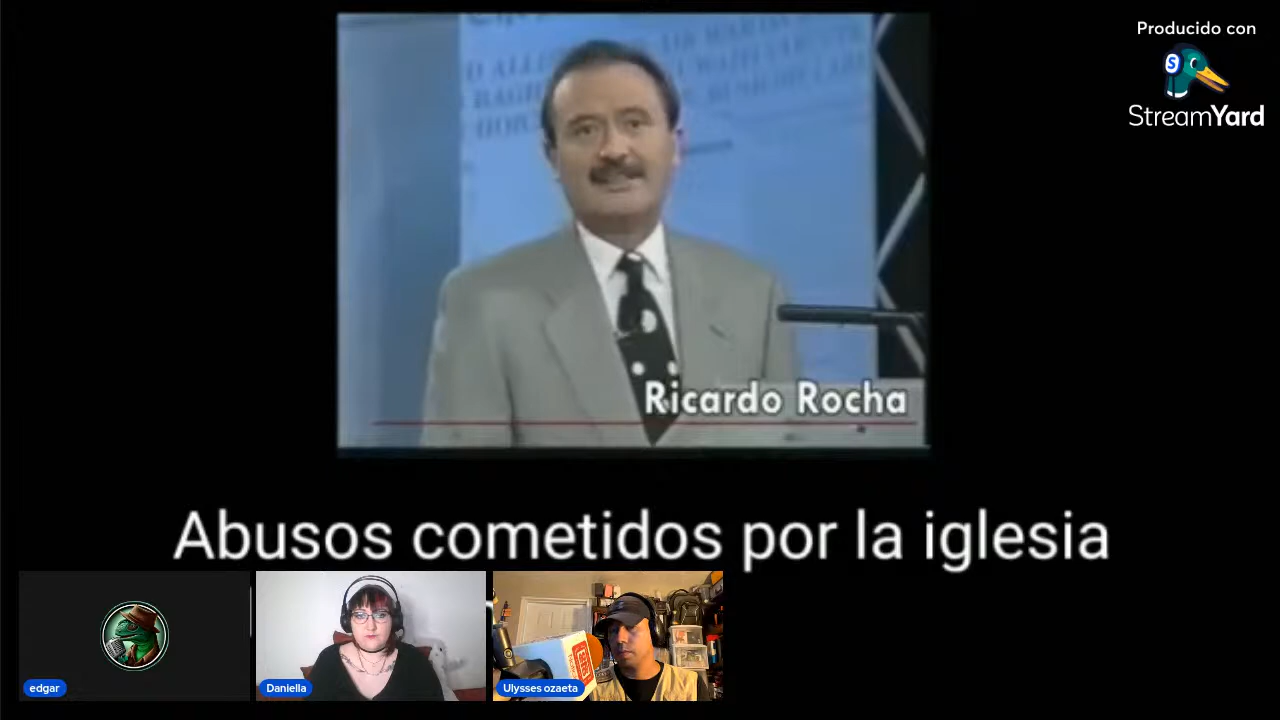 Producido con
StreamYard
Ricardo Rocha
Abusos cometidos por la iglesia
edgar
Daniella
Ulysses ozaeta